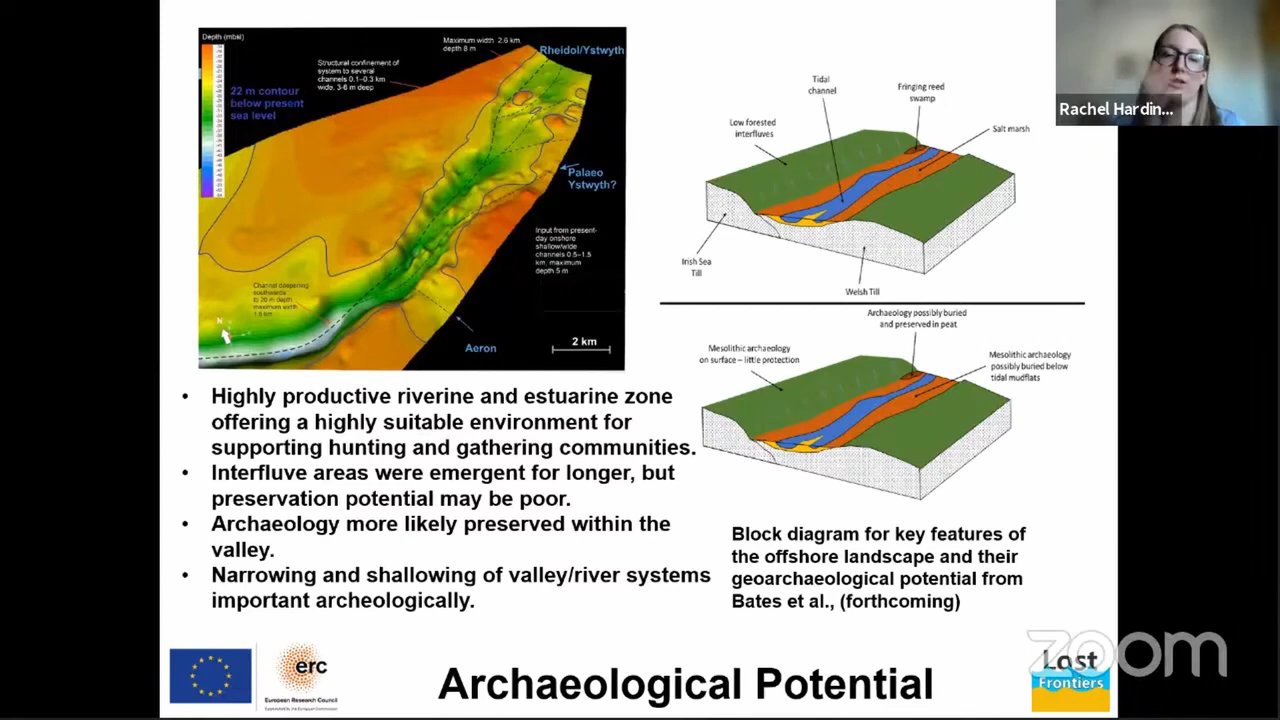 Depth (mbal)
22 m contour
below present
sea level
Structural confinement of
system to several
channels 0.1–0.3 km
wide, 3-6 m deep
Maximum width 2.6 km
depth 8 m
Rheidol/Ystwyth
Palaeo
Ystwyth?
Input from present-
day onshore
shallow/wide
channels 0.5–1.5
km, maximum
depth 5 m
Channel deepening
southwards
to 20 m depth
maximum width
N
Aeron
2 km
Tidal
channel
Fringing reed
swamp
Low forested
interfluves
Salt marsh
Irish Sea
Till
Welsh Till
Archaeology possibly buried
and preserved in peat
Mesolithic archaeology
on surface – little protection
Mesolithic archaeology
possibly buried below
tidal mudflats
Rachel Hardin...
• Highly productive riverine and estuarine zone
offering a highly suitable environment for
supporting hunting and gathering communities.
• Interfluve areas were emergent for longer, but
preservation potential may be poor.
• Archaeology more likely preserved within the
valley.
• Narrowing and shallowing of valley/river systems
important archeologically.
Block diagram for key features of
the offshore landscape and their
geoarchaeological potential from
Bates et al., (forthcoming)
erc
European Research Council
Archaeological Potential
Lost
Frontiers
zoom